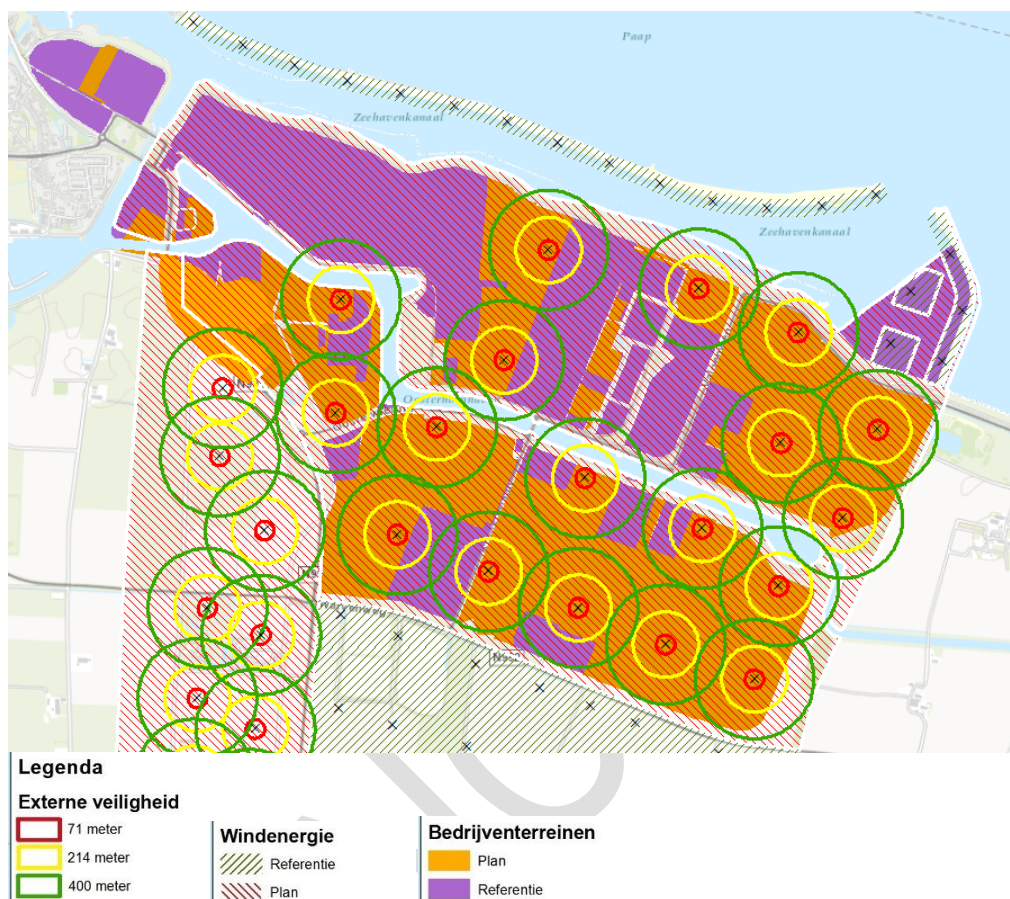 Paap
Zeehavenkanaal
Zeehavenkanaal
Legenda
Externe veiligheid
71 meter
214 meter
400 meter
Windenergie
Referentie
Plan
Bedrijventerreinen
Plan
Referentie